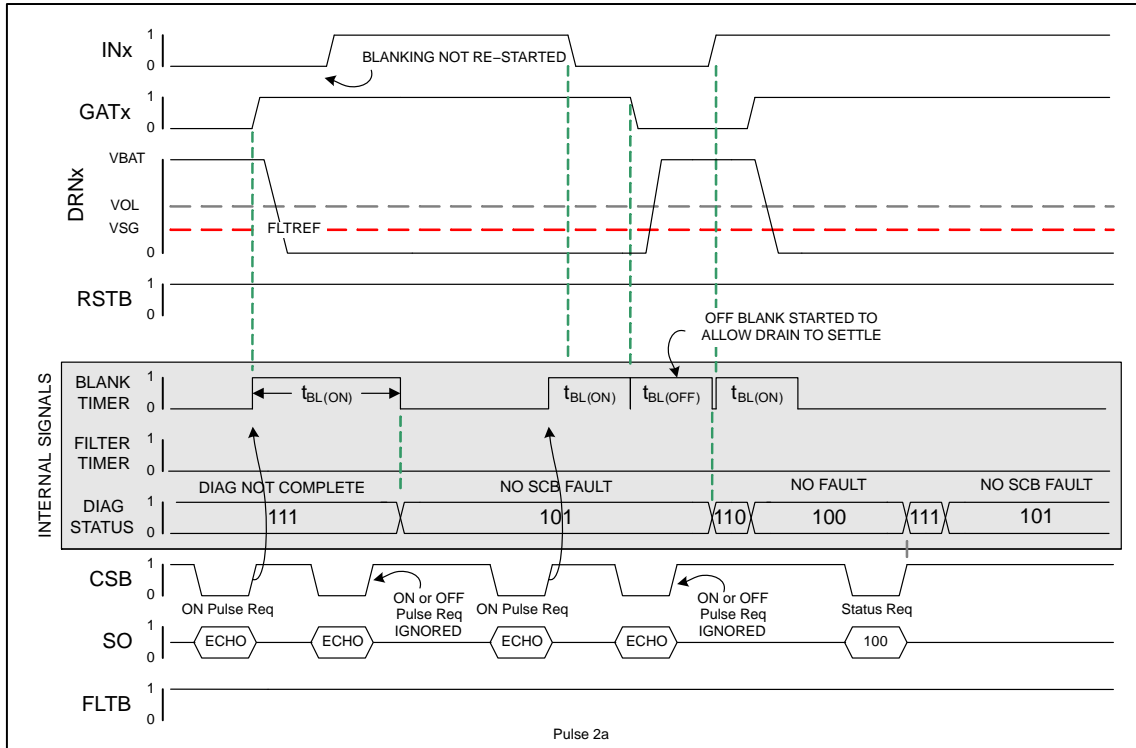 INx
1
0
BLANKING NOT RE−STARTED
GATx
1
0
DRNx
VBAT
VOL
VSG
0
FLTREF
RSTB
1
0
OFF BLANK STARTED TO
ALLOW DRAIN TO SETTLE
INTERNAL SIGNALS
BLANK
TIMER
1
0
tBL(ON)
tBL(ON)
tBL(OFF)
tBL(ON)
FILTER
TIMER
1
0
DIAG NOT COMPLETE
NO SCB FAULT
NO FAULT
NO SCB FAULT
DIAG
STATUS
1
0
111
101
110
100
111
101
CSB
1
0
ON Pulse Req
ON or OFF
Pulse Req
IGNORED
ON Pulse Req
ON or OFF
Pulse Req
IGNORED
Status Req
SO
1
0
ECHO
ECHO
ECHO
ECHO
100
FLTB
1
0
Pulse 2a